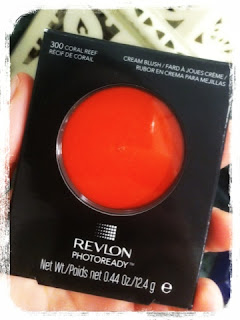 300 CORAL REEF
RÉCIF DE CORAIL
CREAM BLUSH / FARD À JOUES CRÈME /
RUBOR EN CREMA PARA MEJILLAS
REVLON
PHOTOREADY™
Net Wt./Poids net 0.44 Oz/12.4 g ℮